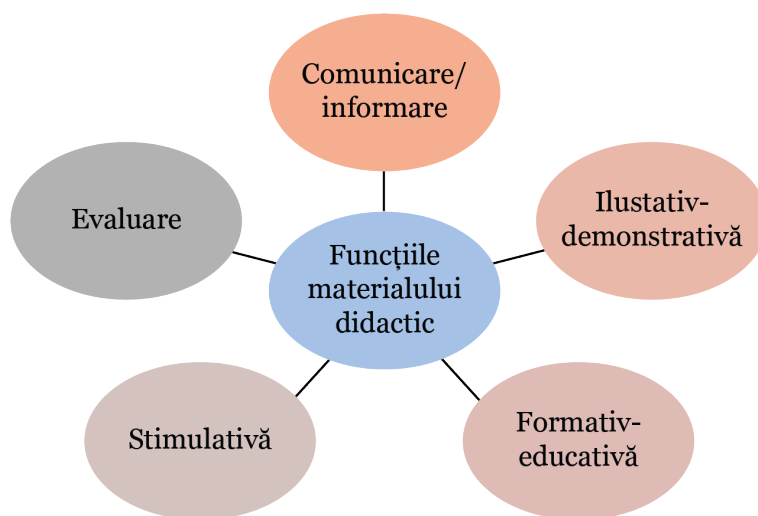 Comunicare/
informare
Ilustativ-
demonstrativă
Formativ-
educativă
Stimulativă
Evaluare
Funcțiile
materialului
didactic